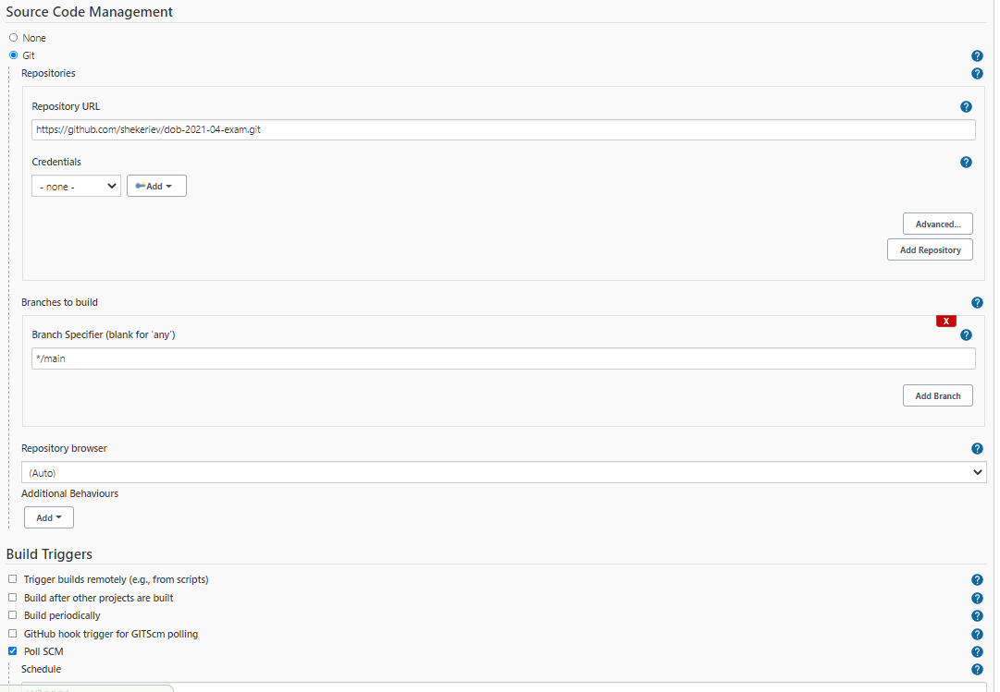 Source Code Management
None
Git
Repositories
Repository URL
https://github.com/shekeriev/dob-2021-04-exam.git
Credentials
- none -
Add
Advanced...
Add Repository
Branches to build
X
Branch Specifier (blank for 'any')
*/main
Add Branch
Repository browser
(Auto)
Additional Behaviours
Add
Build Triggers
Trigger builds remotely (e.g., from scripts)
Build after other projects are built
Build periodically
GitHub hook trigger for GITScm polling
Poll SCM
Schedule